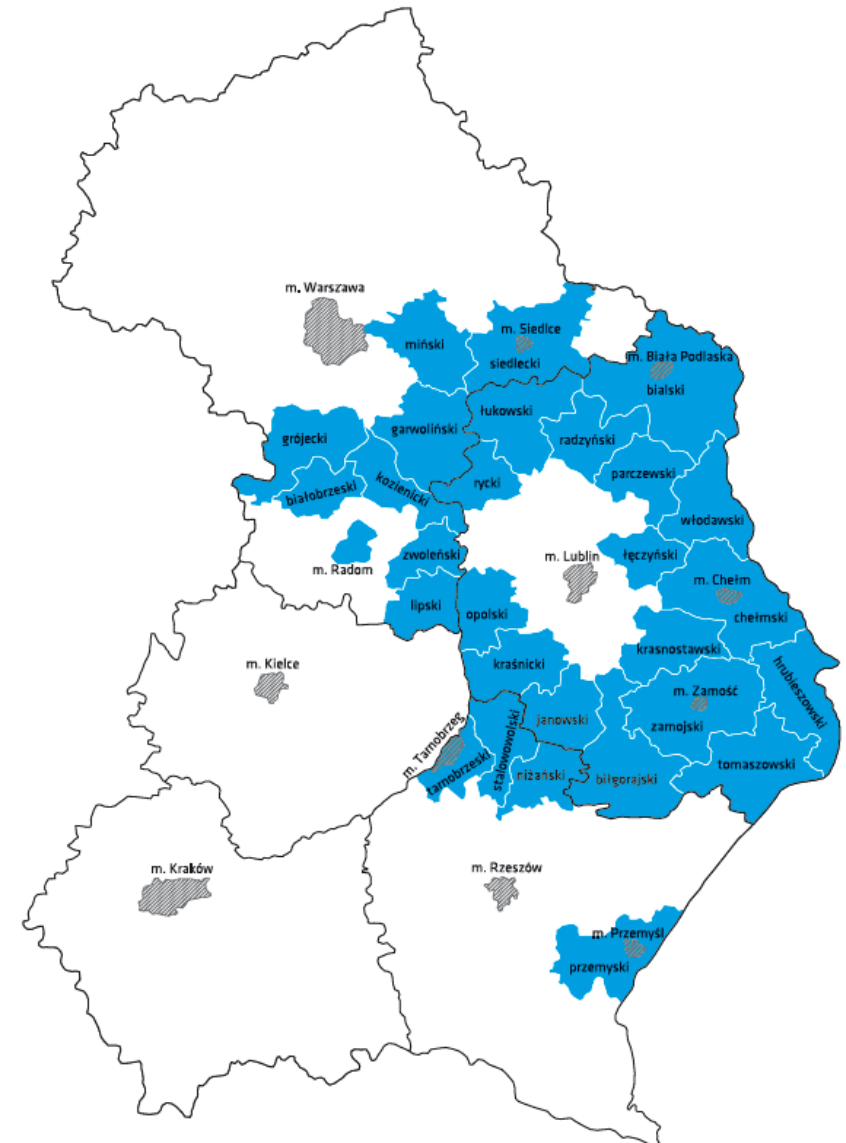 m. Warszawa
m. Siedlce
miński
siedlecki
m. Biała Podlaska
bialski
łukowski
garwoliński
grójecki
radzyński
parczewski
rycki
kozienicki
białobrzeski
włodawski
zwoleński
m. Lublin
łęczyński
m. Radom
m. Chełm
lipski
opolski
chełmski
krasnostawski
kraśnicki
m. Kielce
hrubieszowski
m. Zamość
janowski
zamojski
m. Tarnobrzeg
stalowowolski
tarnobrzeski
niżański
biłgorajski
tomaszowski
m. Kraków
m. Rzeszów
m. Przemyśl
przemyski